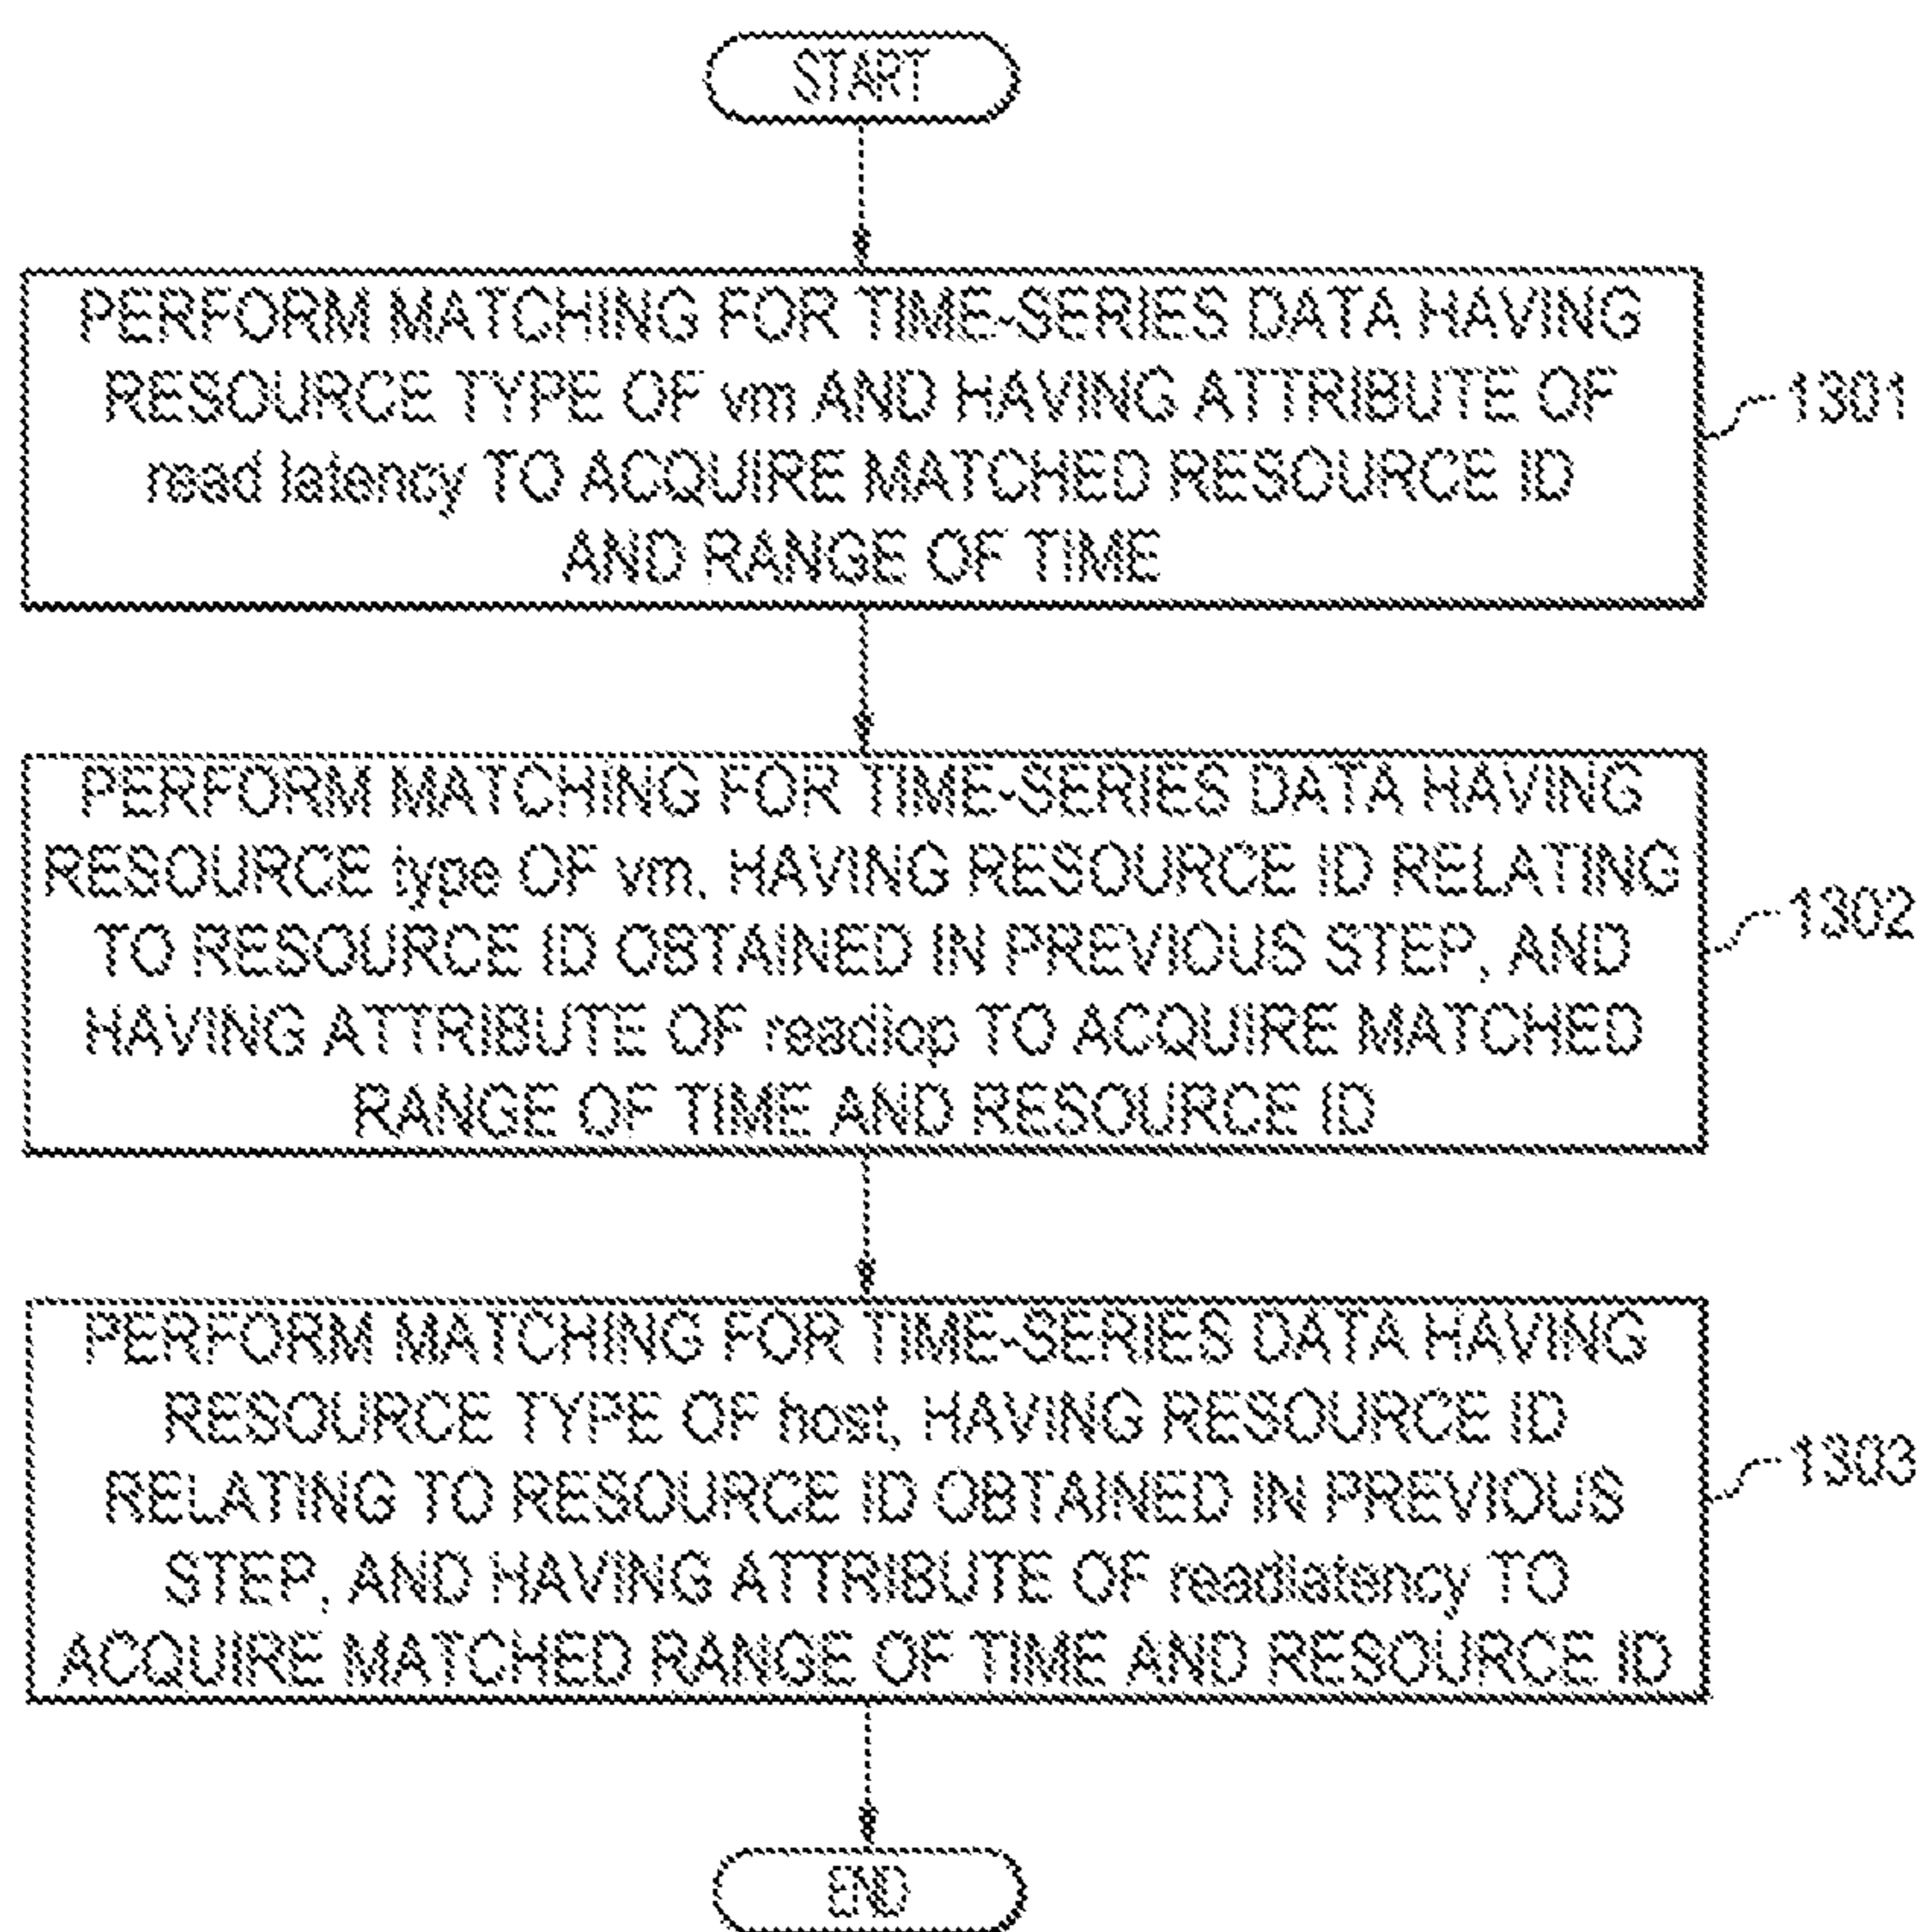 START
PERFORM MATCHING FOR TIME-SERIES DATA HAVING
RESOURCE TYPE OF vm AND HAVING ATTRIBUTE OF
read latency TO ACQUIRE MATCHED RESOURCE ID
AND RANGE OF TIME
1301
PERFORM MATCHING FOR TIME-SERIES DATA HAVING
RESOURCE type OF vm, HAVING RESOURCE ID RELATING
TO RESOURCE ID OBTAINED IN PREVIOUS STEP, AND
HAVING ATTRIBUTE OF readiop TO ACQUIRE MATCHED
RANGE OF TIME AND RESOURCE ID
1302
PERFORM MATCHING FOR TIME-SERIES DATA HAVING
RESOURCE TYPE OF host, HAVING RESOURCE ID
RELATING TO RESOURCE ID OBTAINED IN PREVIOUS
STEP, AND HAVING ATTRIBUTE OF readlatency TO
ACQUIRE MATCHED RANGE OF TIME AND RESOURCE ID
1303
END